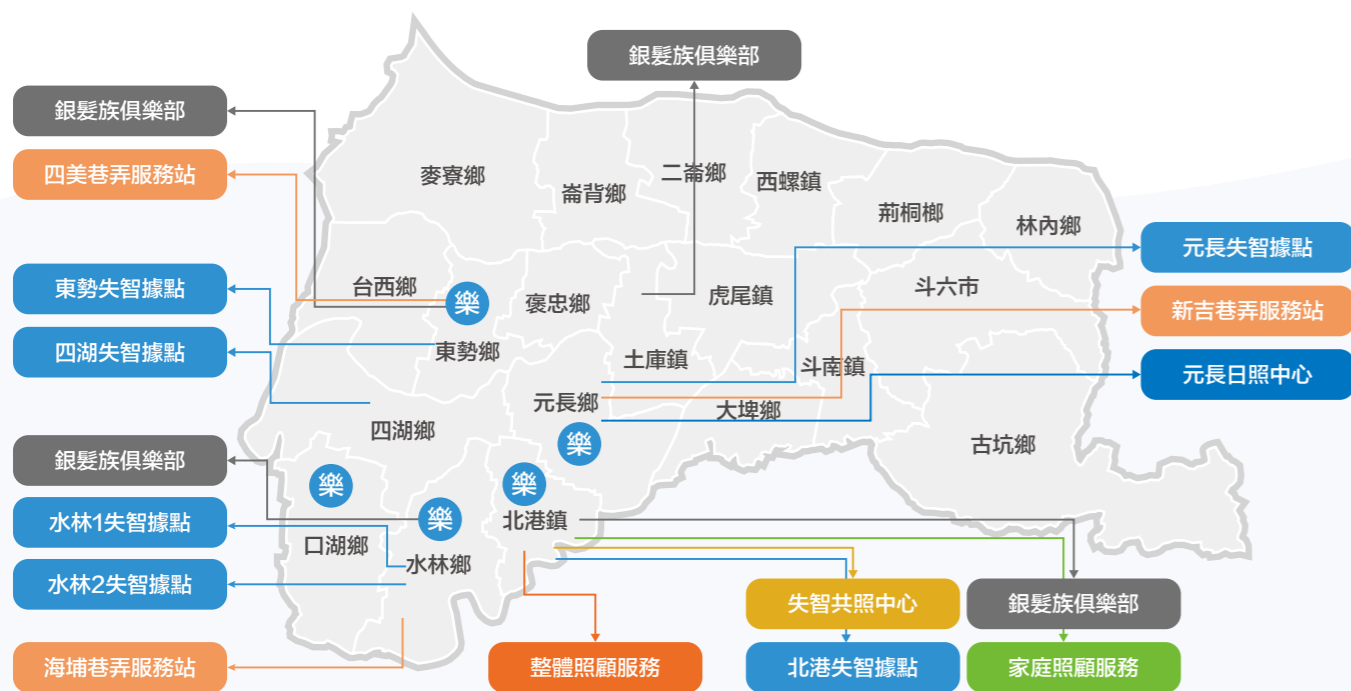 銀髮族俱樂部
銀髮族俱樂部
四美巷弄服務站
東勢失智據點
四湖失智據點
銀髮族俱樂部
水林1失智據點
水林2失智據點
海埔巷弄服務站
麥寮鄉
崙背鄉
二崙鄉
西螺鎮
莿桐鄉
林內鄉
台西鄉
樂
東勢鄉
褒忠鄉
虎尾鎮
斗六市
土庫鎮
斗南鎮
元長鄉
樂
大埤鄉
古坑鄉
四湖鄉
樂
口湖鄉
樂
水林鄉
樂
北港鎮
元長失智據點
新吉巷弄服務站
元長日照中心
失智共照中心
銀髮族俱樂部
整體照顧服務
北港失智據點
家庭照顧服務